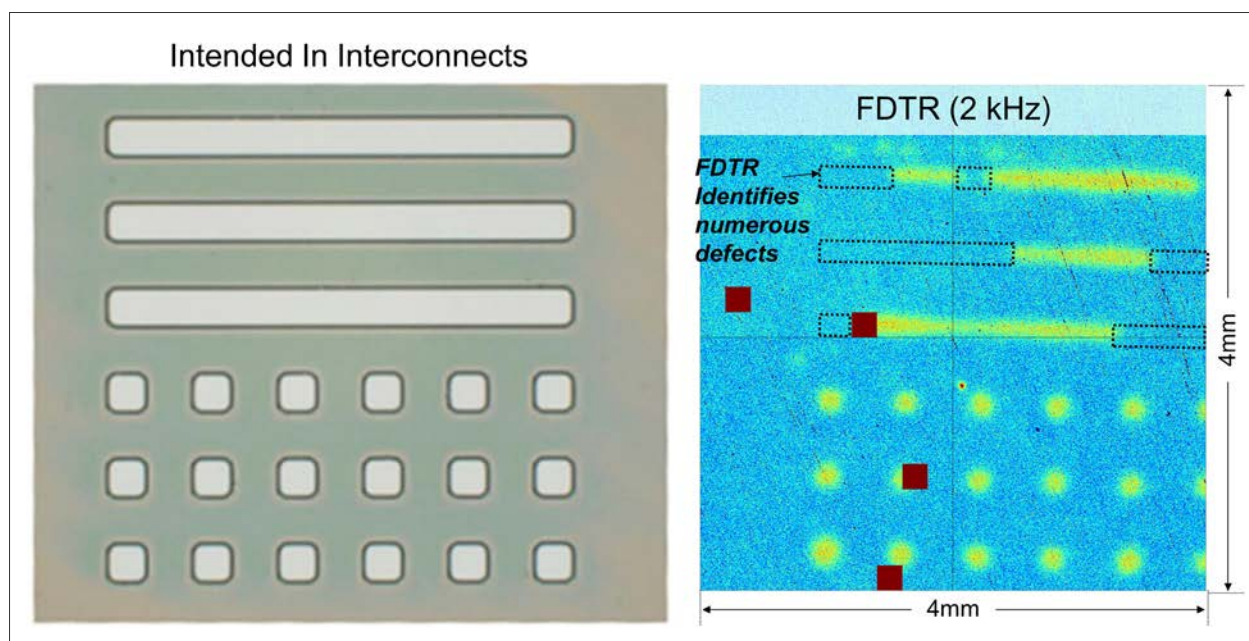 Intended In Interconnects
FDTR (2 kHz)
FDTR
Identifies
numerous
defects
4mm
4mm